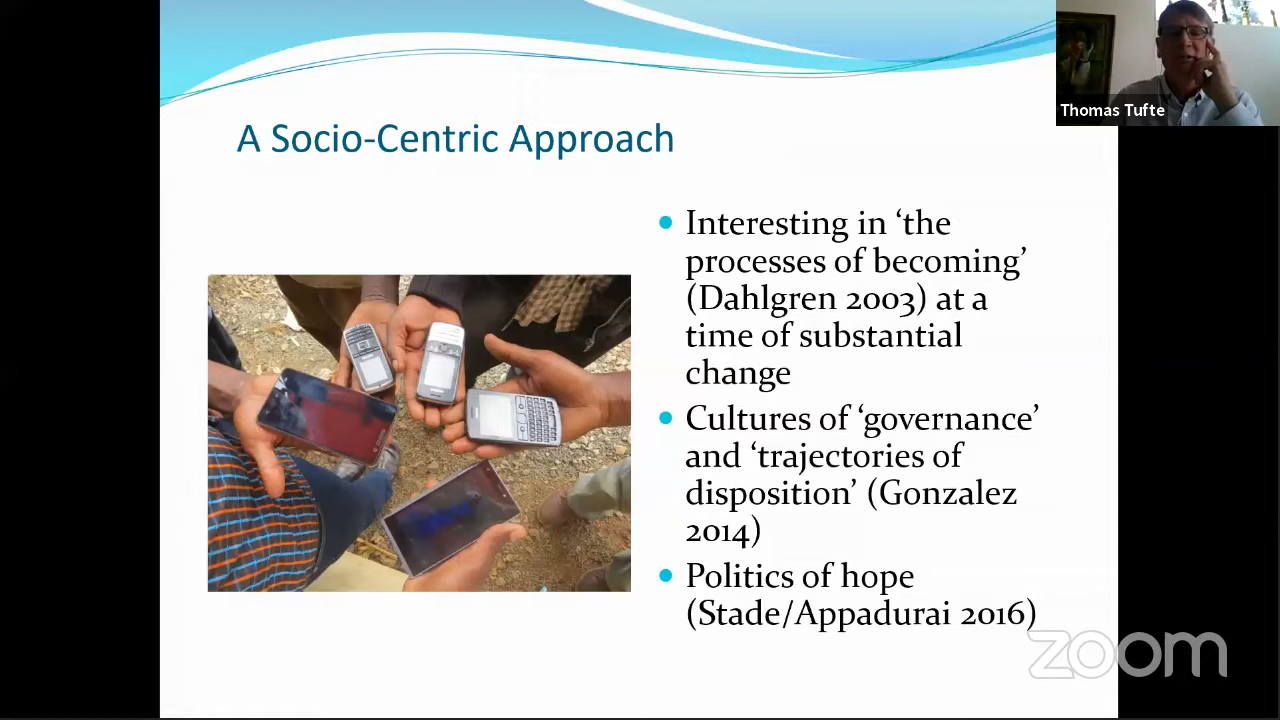 Thomas Tufte
A Socio-Centric Approach
Interesting in ‘the
processes of becoming’
(Dahlgren 2003) at a
time of substantial
change
Cultures of ‘governance’
and ‘trajectories of
disposition’ (Gonzalez
2014)
Politics of hope
(Stade/Appadurai 2016)
zoom